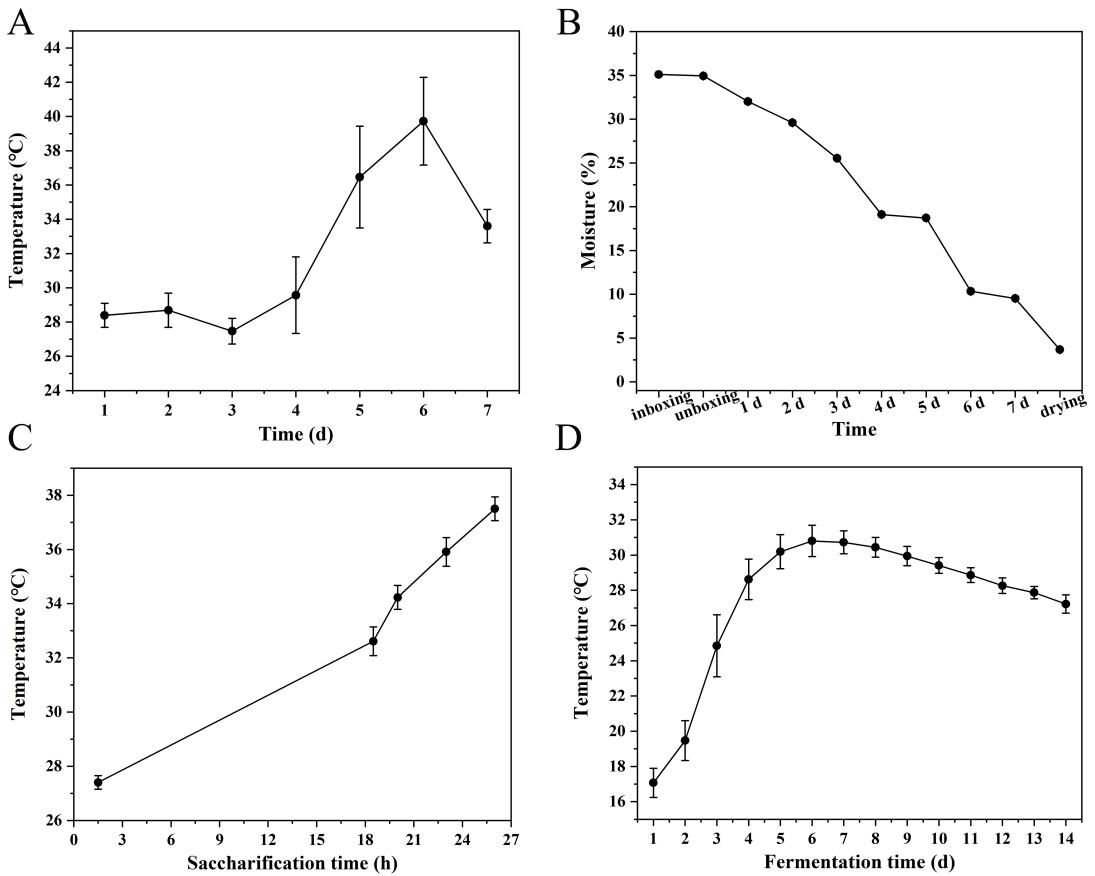 A
44
42
40
38
36
34
32
30
28
26
24
Temperature (℃)
1 2 3 4 5 6 7
Time (d)
B
40
35
30
25
20
15
10
5
0
Moisture (%)
inboxing unboxing 1 d 2 d 3 d 4 d 5 d 6 d 7 d drying
Time
C
38
36
34
32
30
28
26
Temperature (℃)
0 3 6 9 12 15 18 21 24 27
Saccharification time (h)
D
34
32
30
28
26
24
22
20
18
16
Temperature (℃)
1 2 3 4 5 6 7 8 9 10 11 12 13 14
Fermentation time (d)